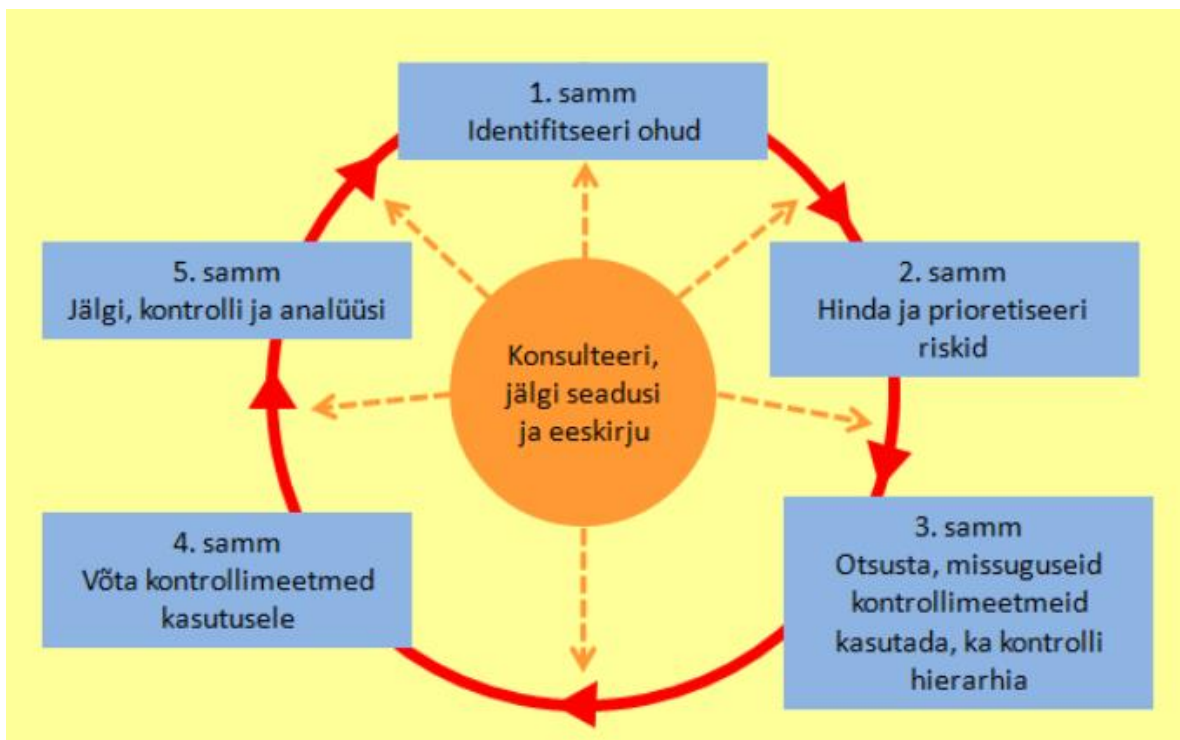 1. samm
Identifitseeri ohud
2. samm
Hinda ja prioretiseeri
riskid
3. samm
Otsusta, missuguseid
kontrollimeetmeid
kasutada, ka kontrolli
hierarhia
4. samm
Võta kontrollimeetmed
kasutusele
5. samm
Jälgi, kontrolli ja analüüsi
Konsulteeri,
jälgi seadusi
ja eeskirju